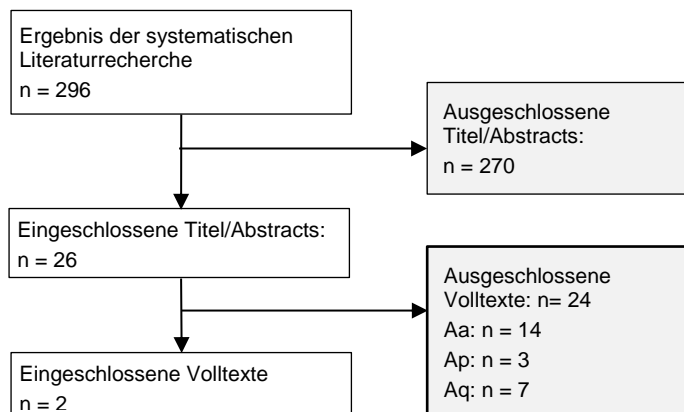 Ergebnis der systematischen
Literaturrecherche
n = 296
Ausgeschlossene
Titel/Abstracts:
n = 270
Eingeschlossene Titel/Abstracts:
n = 26
Ausgeschlossene
Volltexte: n= 24
Aa: n = 14
Ap: n = 3
Aq: n = 7
Eingeschlossene Volltexte
n = 2